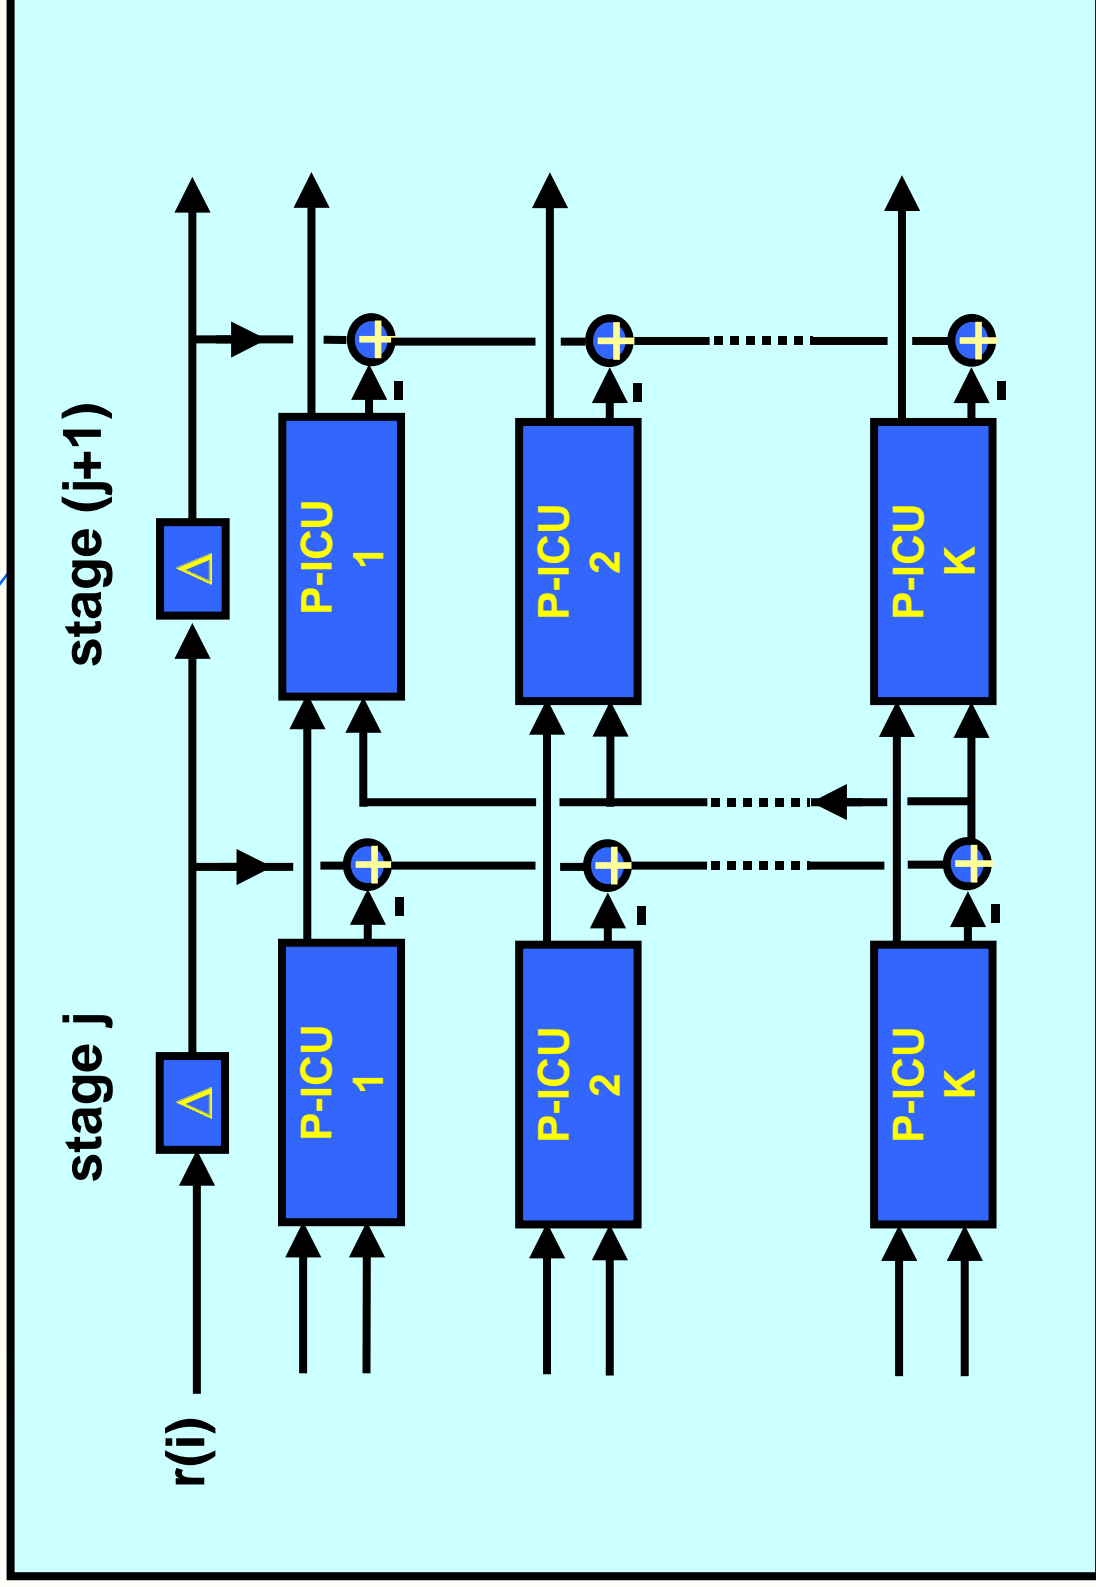 stage j
stage (j+1)
r(i)
Δ
Δ
P-ICU
1
P-ICU
1
P-ICU
2
P-ICU
2
P-ICU
K
P-ICU
K
+
+
+
+
+
+
-
-
-
-
-
-